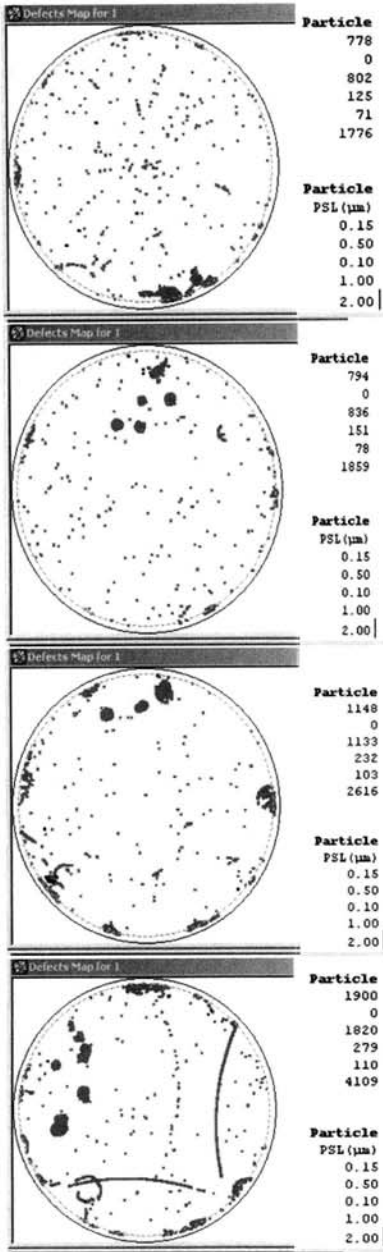 Defects Map for 1
Particle
778
0
802
125
71
1776
Particle
PSL(µm)
0.15
0.50
0.10
1.00
2.00
Defects Map for 1
Particle
794
0
836
151
78
1859
Particle
PSL(µm)
0.15
0.50
0.10
1.00
2.00
Defects Map for 1
Particle
1148
0
1133
232
103
2616
Particle
PSL(µm)
0.15
0.50
0.10
1.00
2.00
Defects Map for 1
Particle
1900
0
1820
279
110
4109
Particle
PSL(µm)
0.15
0.50
0.10
1.00
2.00